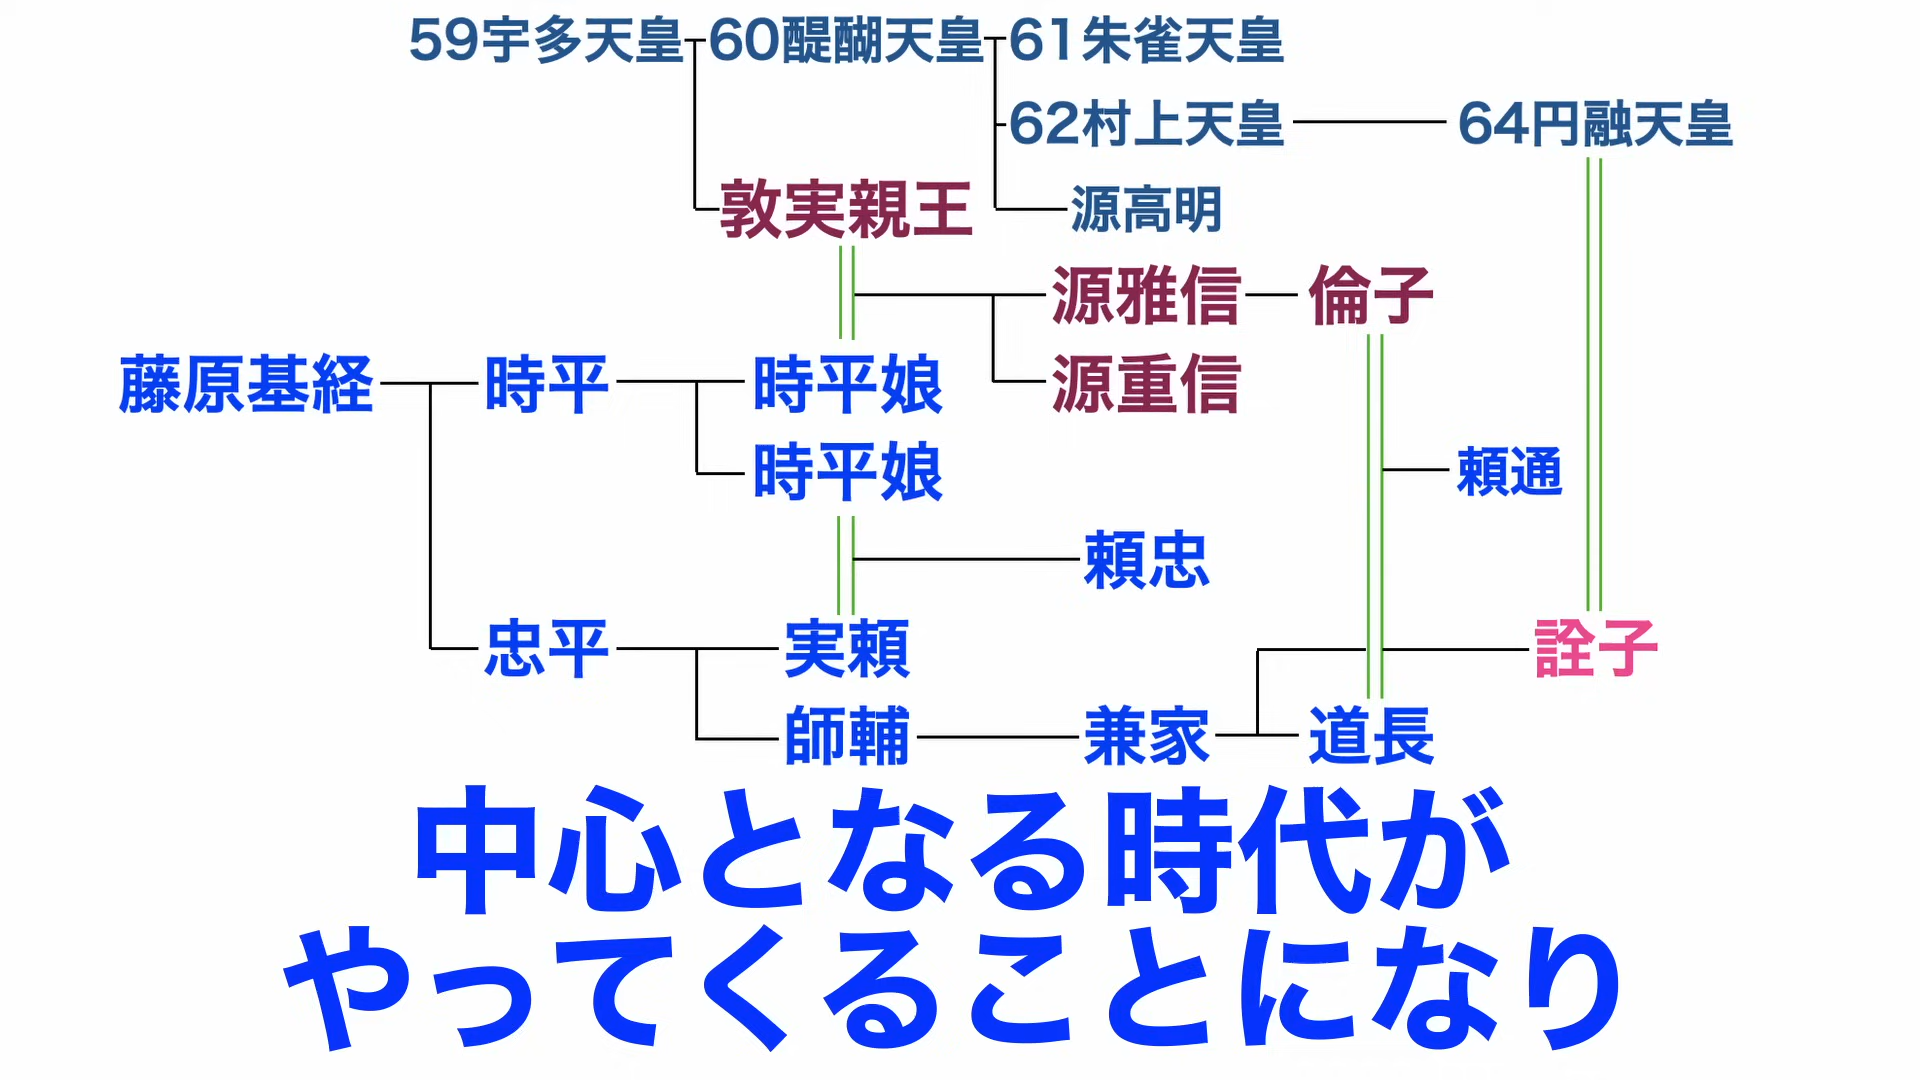 59宇多天皇 60醍醐天皇 61朱雀天皇
62村上天皇 64円融天皇
敦実親王 源高明
源雅信 倫子
藤原基経 時平 時平娘 源重信
時平娘 頼通
頼忠
忠平 実頼 詮子
師輔 兼家 道長
中心となる時代が
やってくることになり